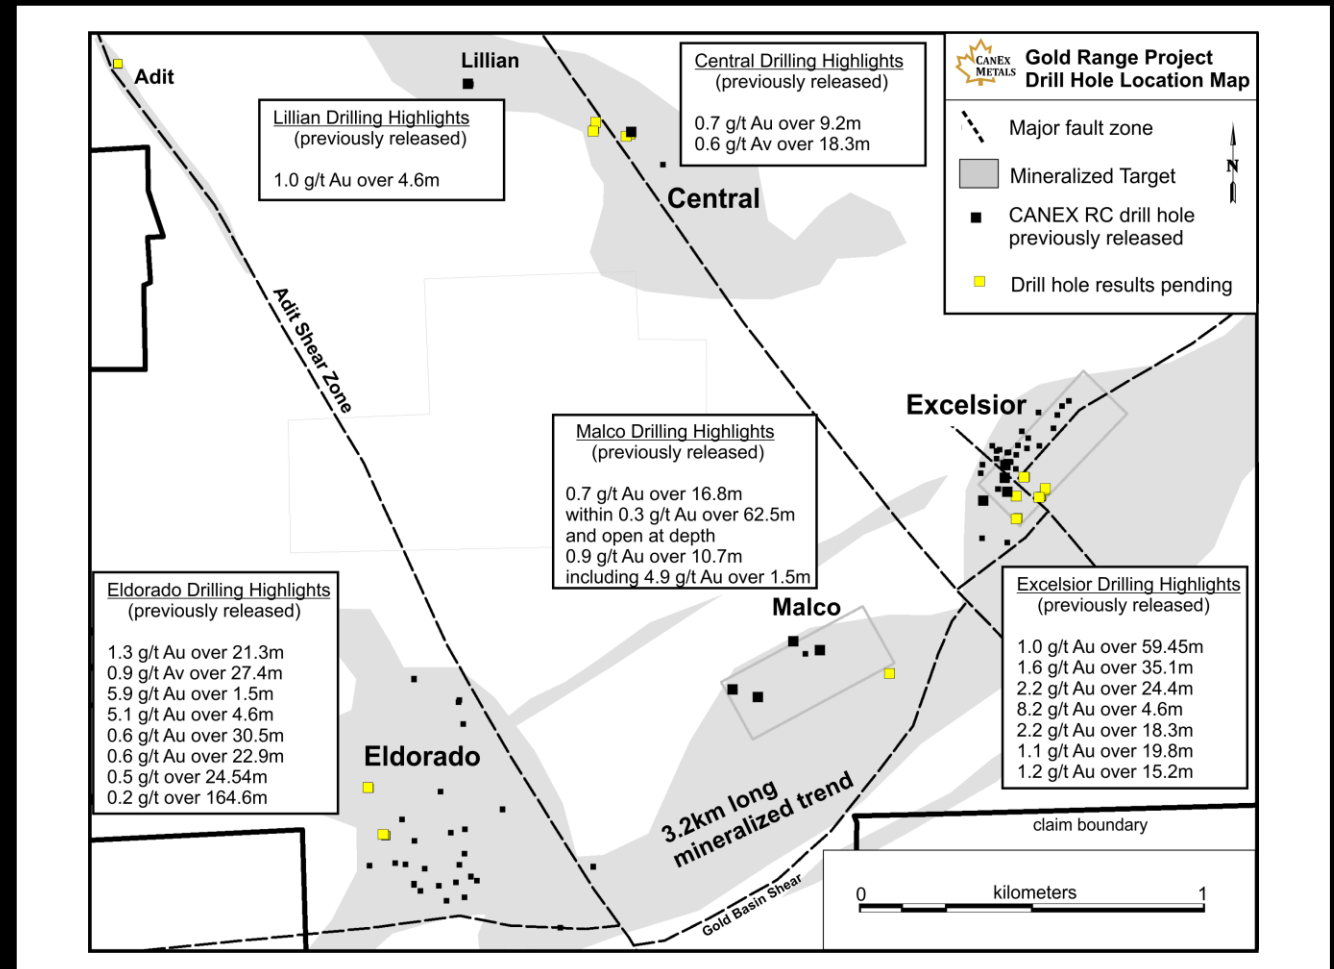 CANEX
METALS
Gold Range Project
Drill Hole Location Map
Major fault zone
Mineralized Target
CANEX RC drill hole
previously released
Drill hole results pending
N
Adit
Lillian
Lillian Drilling Highlights
(previously released)
1.0 g/t Au over 4.6m
Central Drilling Highlights
(previously released)
0.7 g/t Au over 9.2m
0.6 g/t Av over 18.3m
Central
Adit Shear Zone
Excelsior
Malco Drilling Highlights
(previously released)
0.7 g/t Au over 16.8m
within 0.3 g/t Au over 62.5m
and open at depth
0.9 g/t Au over 10.7m
including 4.9 g/t Au over 1.5m
Malco
Eldorado Drilling Highlights
(previously released)
1.3 g/t Au over 21.3m
0.9 g/t Av over 27.4m
5.9 g/t Au over 1.5m
5.1 g/t Au over 4.6m
0.6 g/t Au over 30.5m
0.6 g/t Au over 22.9m
0.5 g/t over 24.54m
0.2 g/t over 164.6m
Eldorado
Excelsior Drilling Highlights
(previously released)
1.0 g/t Au over 59.45m
1.6 g/t Au over 35.1m
2.2 g/t Au over 24.4m
8.2 g/t Au over 4.6m
2.2 g/t Au over 18.3m
1.1 g/t Au over 19.8m
1.2 g/t Au over 15.2m
3.2km long
mineralized trend
Gold Basin Shear
claim boundary
0 kilometers 1